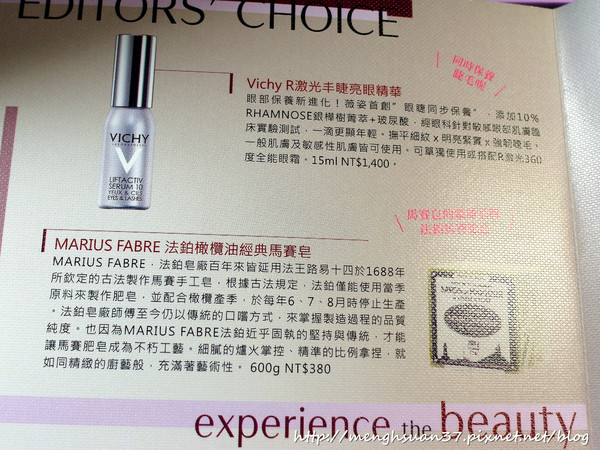 EDITORS' CHOICE
同時保養
睫毛喔
Vichy R激光丰睫亮眼精華
眼部保養新進化！薇姿首創"眼睫同步保養"，添加10%
RHAMNOSE銀樺樹菁萃+玻尿酸，經眼科針對敏感眼部肌膚臨
床實驗測試，一滴更顯年輕。撫平細紋 x 明亮緊實 x 強韌睫毛，
一般肌膚及敏感性肌膚皆可使用。可單獨使用或搭配R激光360
度全能眼霜。15ml NT$1,400。
VICHY
LIFTACTIV
SERUM 10
YEUX & CILS
EYES & LASHES
MARIUS FABRE 法鉑橄欖油經典馬賽皂
MARIUS FABRE，法鉑皂廠百年來皆延用法王路易十四於1688年
所欽定的古法製作馬賽手工皂，根據古法規定，法鉑僅能使用當季
原料來製作肥皂，並配合橄欖產季，於每年6、7、8月時停止生產
。法鉑皂廠師傅至今仍以傳統的口嚐方式，來掌握製造過程的品質
純度。也因為MARIUS FABRE法鉑近乎固執的堅持與傳統，才能
讓馬賽肥皂成為不朽工藝。細膩的爐火掌控、精準的比例拿捏，就
如同精緻的廚藝般，充滿著藝術性。 600g NT$380
experience the beauty
http://menghsuan37.pixnet.net/blog